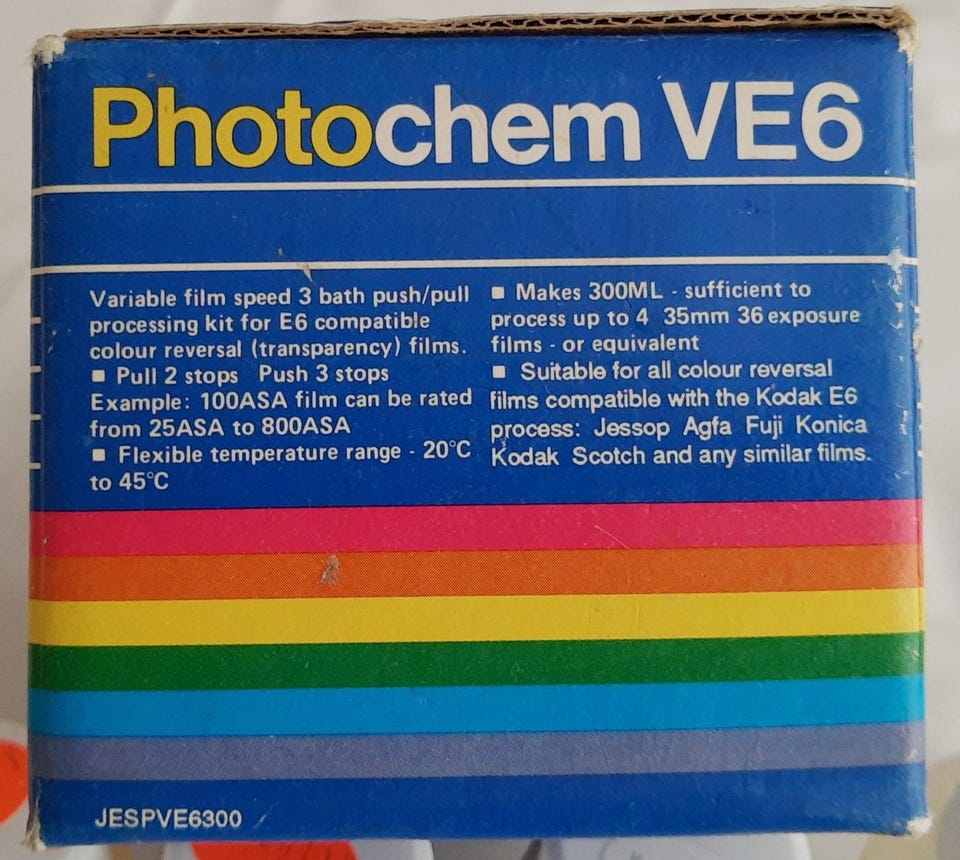 Photochem VE6
Variable film speed 3 bath push/pull
processing kit for E6 compatible
colour reversal (transparency) films.
■ Pull 2 stops Push 3 stops
Example: 100ASA film can be rated
from 25ASA to 800ASA
■ Flexible temperature range - 20°C
to 45°C
■ Makes 300ML - sufficient to
process up to 4 35mm 36 exposure
films - or equivalent
■ Suitable for all colour reversal
films compatible with the Kodak E6
process: Jessop Agfa Fuji Konica
Kodak Scotch and any similar films.
JESPVE6300